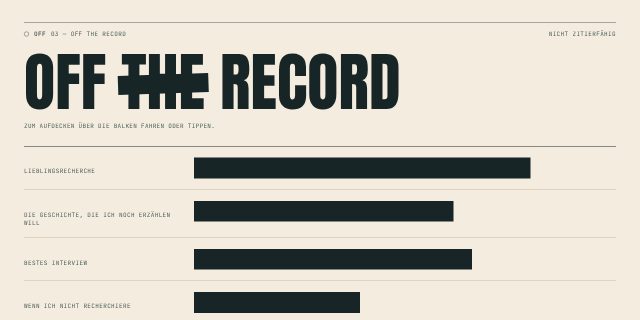 OFF 03 — OFF THE RECORD
NICHT ZITIERFÄHIG
OFF THE RECORD
ZUM AUFDECKEN ÜBER DIE BALKEN FAHREN ODER TIPPEN.
LIEBLINGSRECHERCHE
DIE GESCHICHTE, DIE ICH NOCH ERZÄHLEN
WILL
BESTES INTERVIEW
WENN ICH NICHT RECHERCHIERE